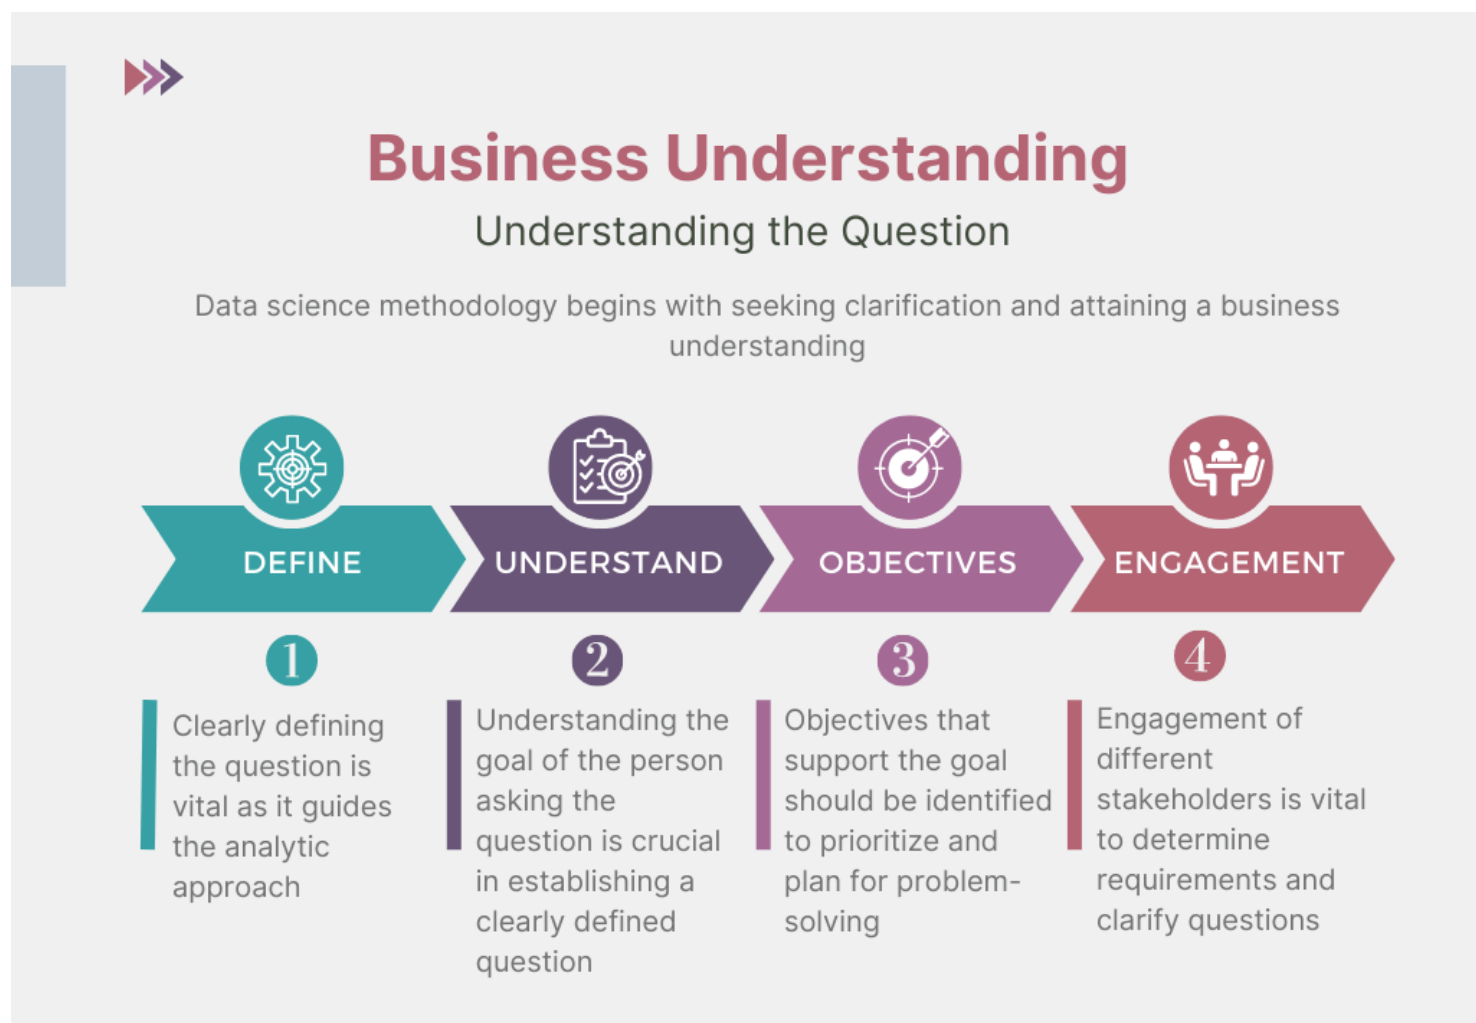 Business Understanding
Understanding the Question
Data science methodology begins with seeking clarification and attaining a business
understanding
DEFINE
UNDERSTAND
OBJECTIVES
ENGAGEMENT
1
Clearly defining
the question is
vital as it guides
the analytic
approach
2
Understanding the
goal of the person
asking the
question is crucial
in establishing a
clearly defined
question
3
Objectives that
support the goal
should be identified
to prioritize and
plan for problem-
solving
4
Engagement of
different
stakeholders is vital
to determine
requirements and
clarify questions